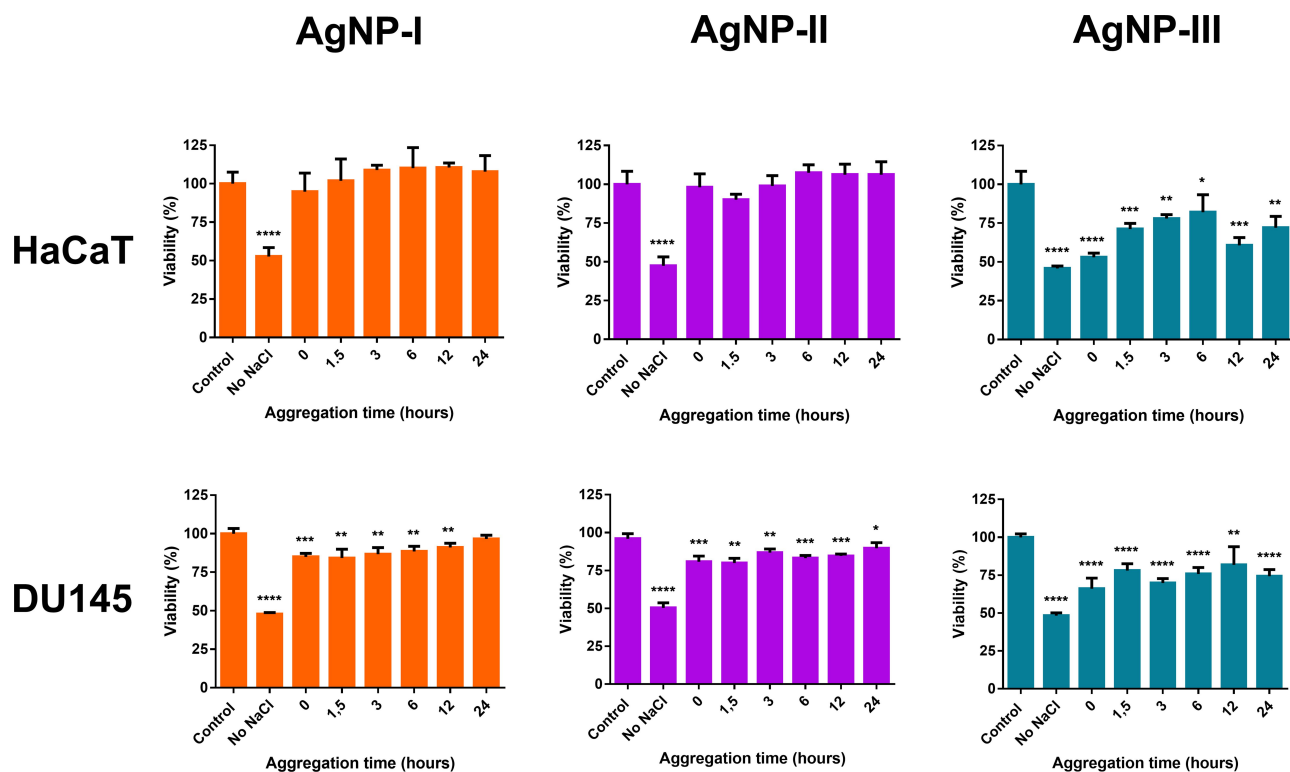 AgNP-I AgNP-II AgNP-III
HaCaT
Viability (%)
125
100
75
50
25
0
****
Control No NaCl 0 1.5 3 6 12 24
Aggregation time (hours)
Viability (%)
125
100
75
50
25
0
****
Control No NaCl 0 1.5 3 6 12 24
Aggregation time (hours)
Viability (%)
125
100
75
50
25
0
**** **** *** ** * *** **
Control No NaCl 0 1.5 3 6 12 24
Aggregation time (hours)
DU145
Viability (%)
125
100
75
50
25
0
**** *** ** ** ** **
Control No NaCl 0 1,5 3 6 12 24
Aggregation time (hours)
Viability (%)
125
100
75
50
25
0
**** *** ** ** *** *** *
Control No NaCl 0 1,5 3 6 12 24
Aggregation time (hours)
Viability (%)
125
100
75
50
25
0
**** **** **** **** **** ** ****
Control No NaCl 0 1,5 3 6 12 24
Aggregation time (hours)